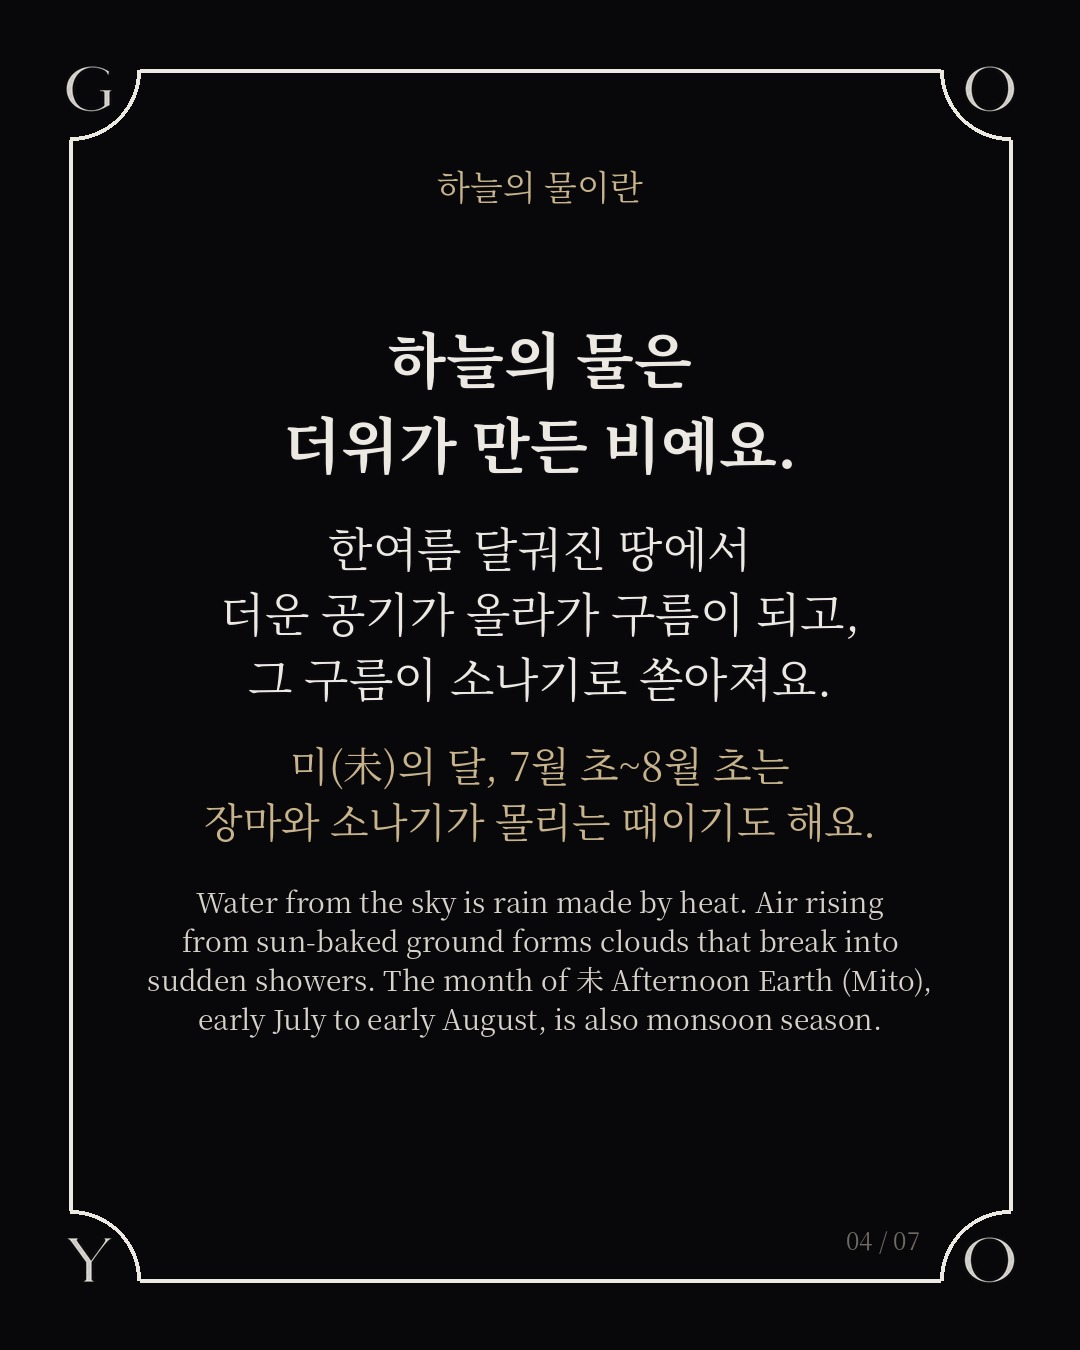 G O
하늘의 물이란
하늘의 물은
더위가 만든 비예요.
한여름 달궈진 땅에서
더운 공기가 올라가 구름이 되고,
그 구름이 소나기로 쏟아져요.
미(未)의 달, 7월 초~8월 초는
장마와 소나기가 몰리는 때이기도 해요.
Water from the sky is rain made by heat. Air rising
from sun-baked ground forms clouds that break into
sudden showers. The month of 未 Afternoon Earth (Mito),
early July to early August, is also monsoon season.
04 / 07
Y O